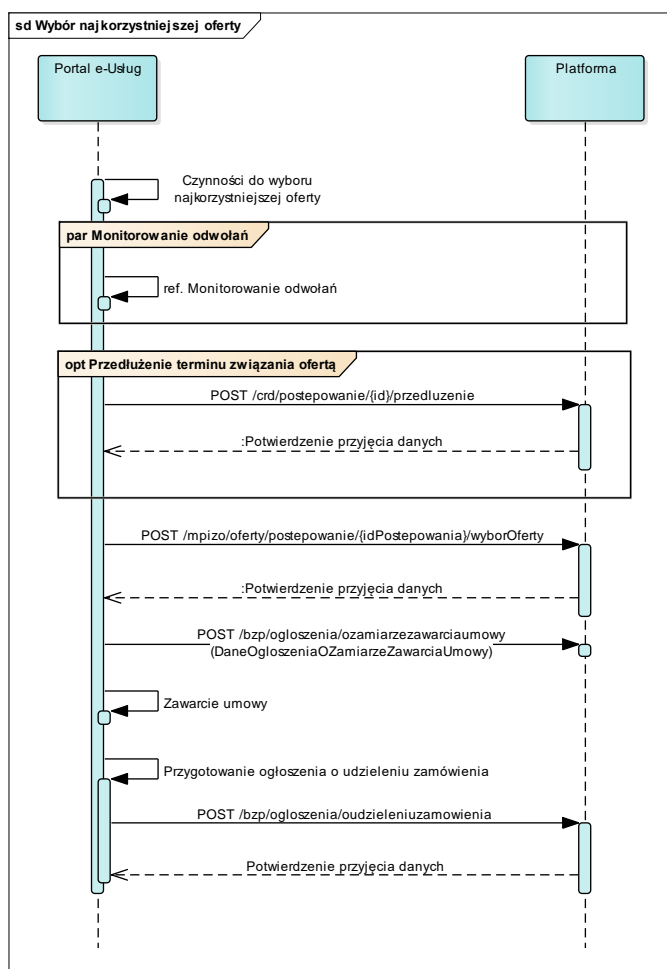 sd Wybór najkorzystniejszej oferty
Portal e-Usług
Platforma
Czynności do wyboru
najkorzystniejszej oferty
par Monitorowanie odwołań
ref. Monitorowanie odwołań
opt Przedłużenie terminu związania ofertą
POST /crd/postepowanie/{id}/przedluzenie
:Potwierdzenie przyjęcia danych
POST /mpizo/oferty/postepowanie/{idPostepowania}/wyborOferty
:Potwierdzenie przyjęcia danych
POST /bzp/ogloszenia/ozamiarzezawarciaumowy
(DaneOgloszeniaOZamiarzeZawarciaUmowy)
Zawarcie umowy
Przygotowanie ogłoszenia o udzieleniu zamówienia
POST /bzp/ogloszenia/oudzieleniuzamowienia
Potwierdzenie przyjęcia danych